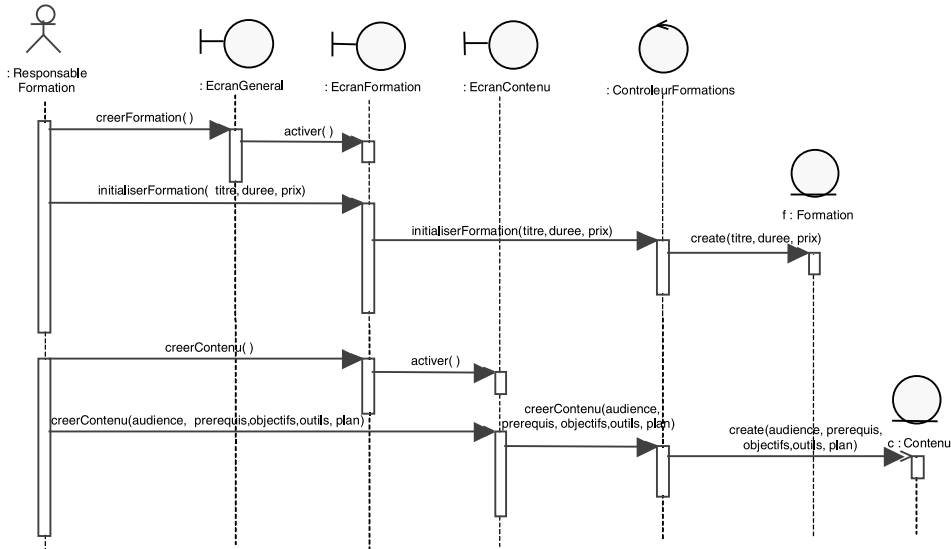 : Responsable
Formation
: EcranGeneral
: EcranFormation
: EcranContenu
: ControleurFormations
creerFormation( )
activer( )
initialiserFormation( titre, duree, prix)
f : Formation
initialiserFormation(titre, duree, prix)
create(titre, duree, prix)
creerContenu( )
activer( )
creerContenu(audience, prerequis,objectifs,outils, plan)
creerContenu(audience,
prerequis, objectifs,outils, plan)
create(audience, prerequis,
objectifs,outils, plan)
c : Contenu